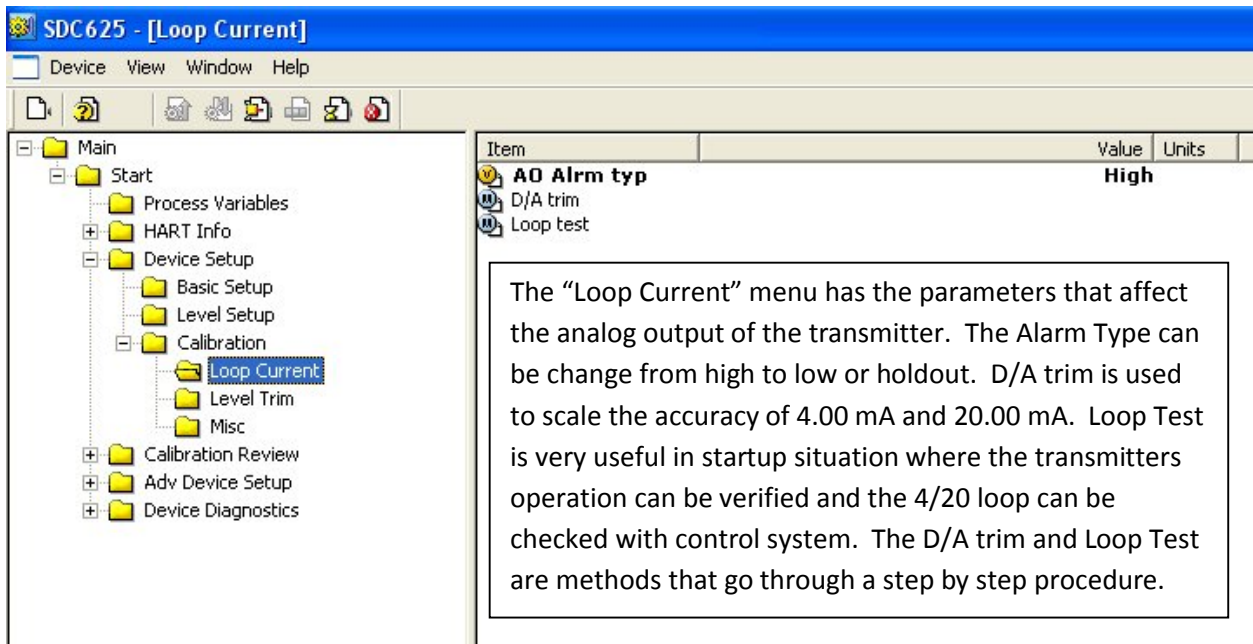 SDC625 - [Loop Current]
Device View Window Help
Main
Start
Process Variables
HART Info
Device Setup
Basic Setup
Level Setup
Calibration
Loop Current
Level Trim
Misc
Calibration Review
Adv Device Setup
Device Diagnostics
Item Value Units
AO Alrm typ High
D/A trim
Loop test
The “Loop Current” menu has the parameters that affect
the analog output of the transmitter. The Alarm Type can
be change from high to low or holdout. D/A trim is used
to scale the accuracy of 4.00 mA and 20.00 mA. Loop Test
is very useful in startup situation where the transmitters
operation can be verified and the 4/20 loop can be
checked with control system. The D/A trim and Loop Test
are methods that go through a step by step procedure.